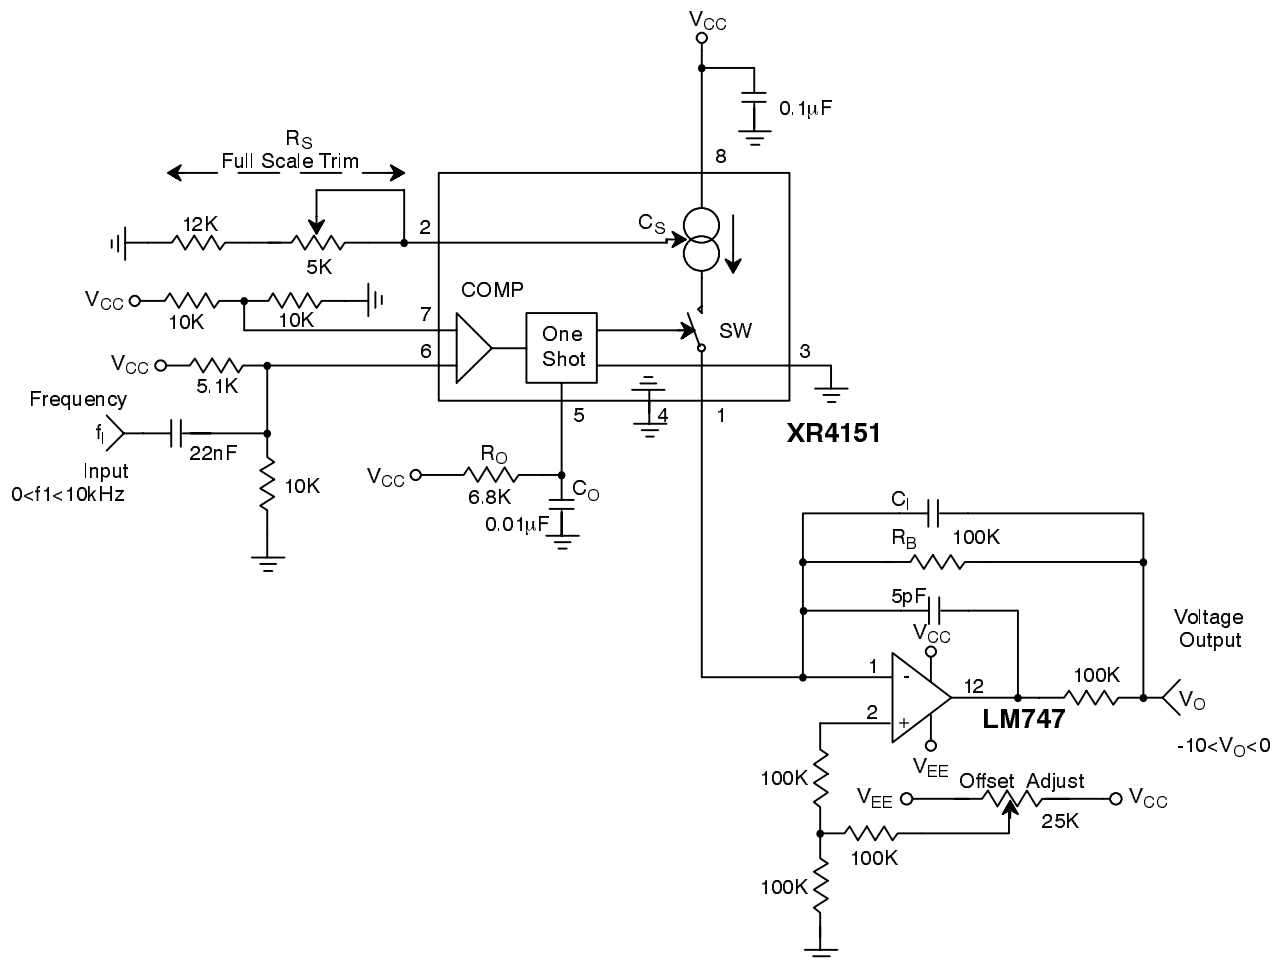 VCC
0.1µF
8
RS
Full Scale Trim
12K
5K
2
CS
VCC
10K
10K
7
COMP
One
Shot
SW
VCC
5.1K
6
3
Frequency
fI
Input
0<f1<10kHz
22nF
10K
5
4
1
XR4151
VCC
RO
6.8K
CO
0.01µF
CI
100K
RB
5pF
VCC
1
-
2
+
12
LM747
VEE
100K
Voltage
Output
VO
-10<VO<0
100K
VEE
Offset Adjust
VCC
25K
100K
100K